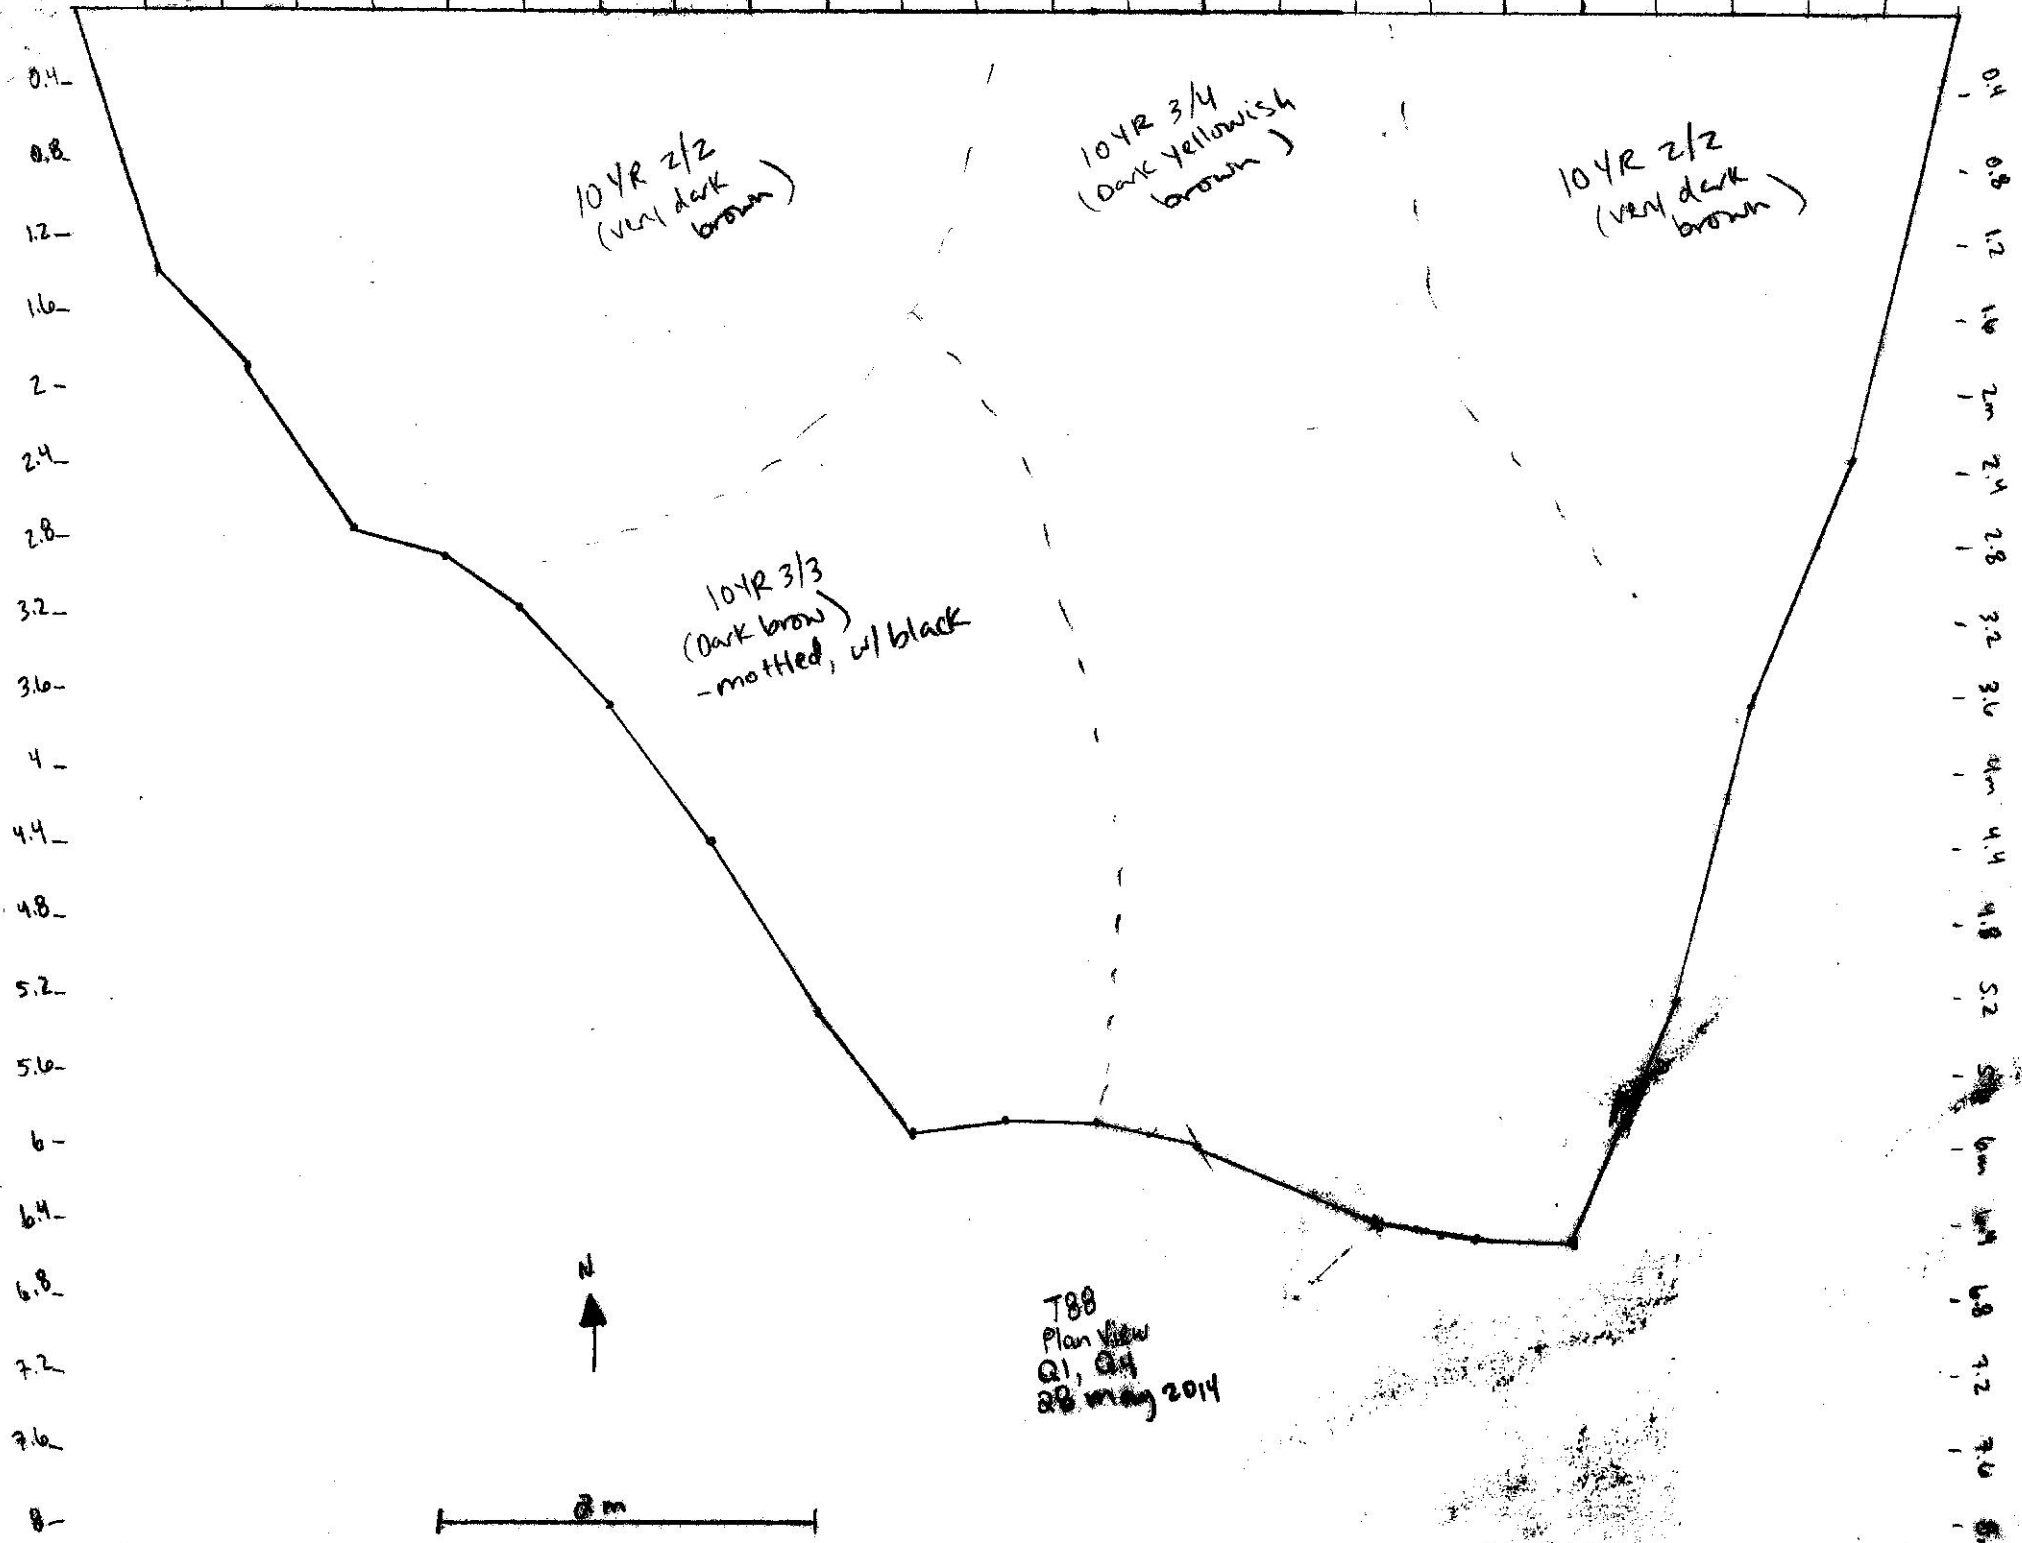 0.4
0.8
1.2
1.6
2
2.4
2.8
3.2
3.6
4
4.4
4.8
5.2
5.6
6
6.4
6.8
7.2
7.6
8
10YR 2/2
(very dark
brown)
10YR 3/4
(Dark yellowish
brown)
10YR 2/2
(very dark
brown)
10YR 3/3
(Dark brow)
-mottled, w/ black
N
T88
Plan View
Q1, Q4
28 may 2014
2m
0.4
0.8
1.2
1.6
2m
2.4
2.8
3.2
3.6
4m
4.4
4.8
5.2
6m
6.4
6.8
7.2
7.6